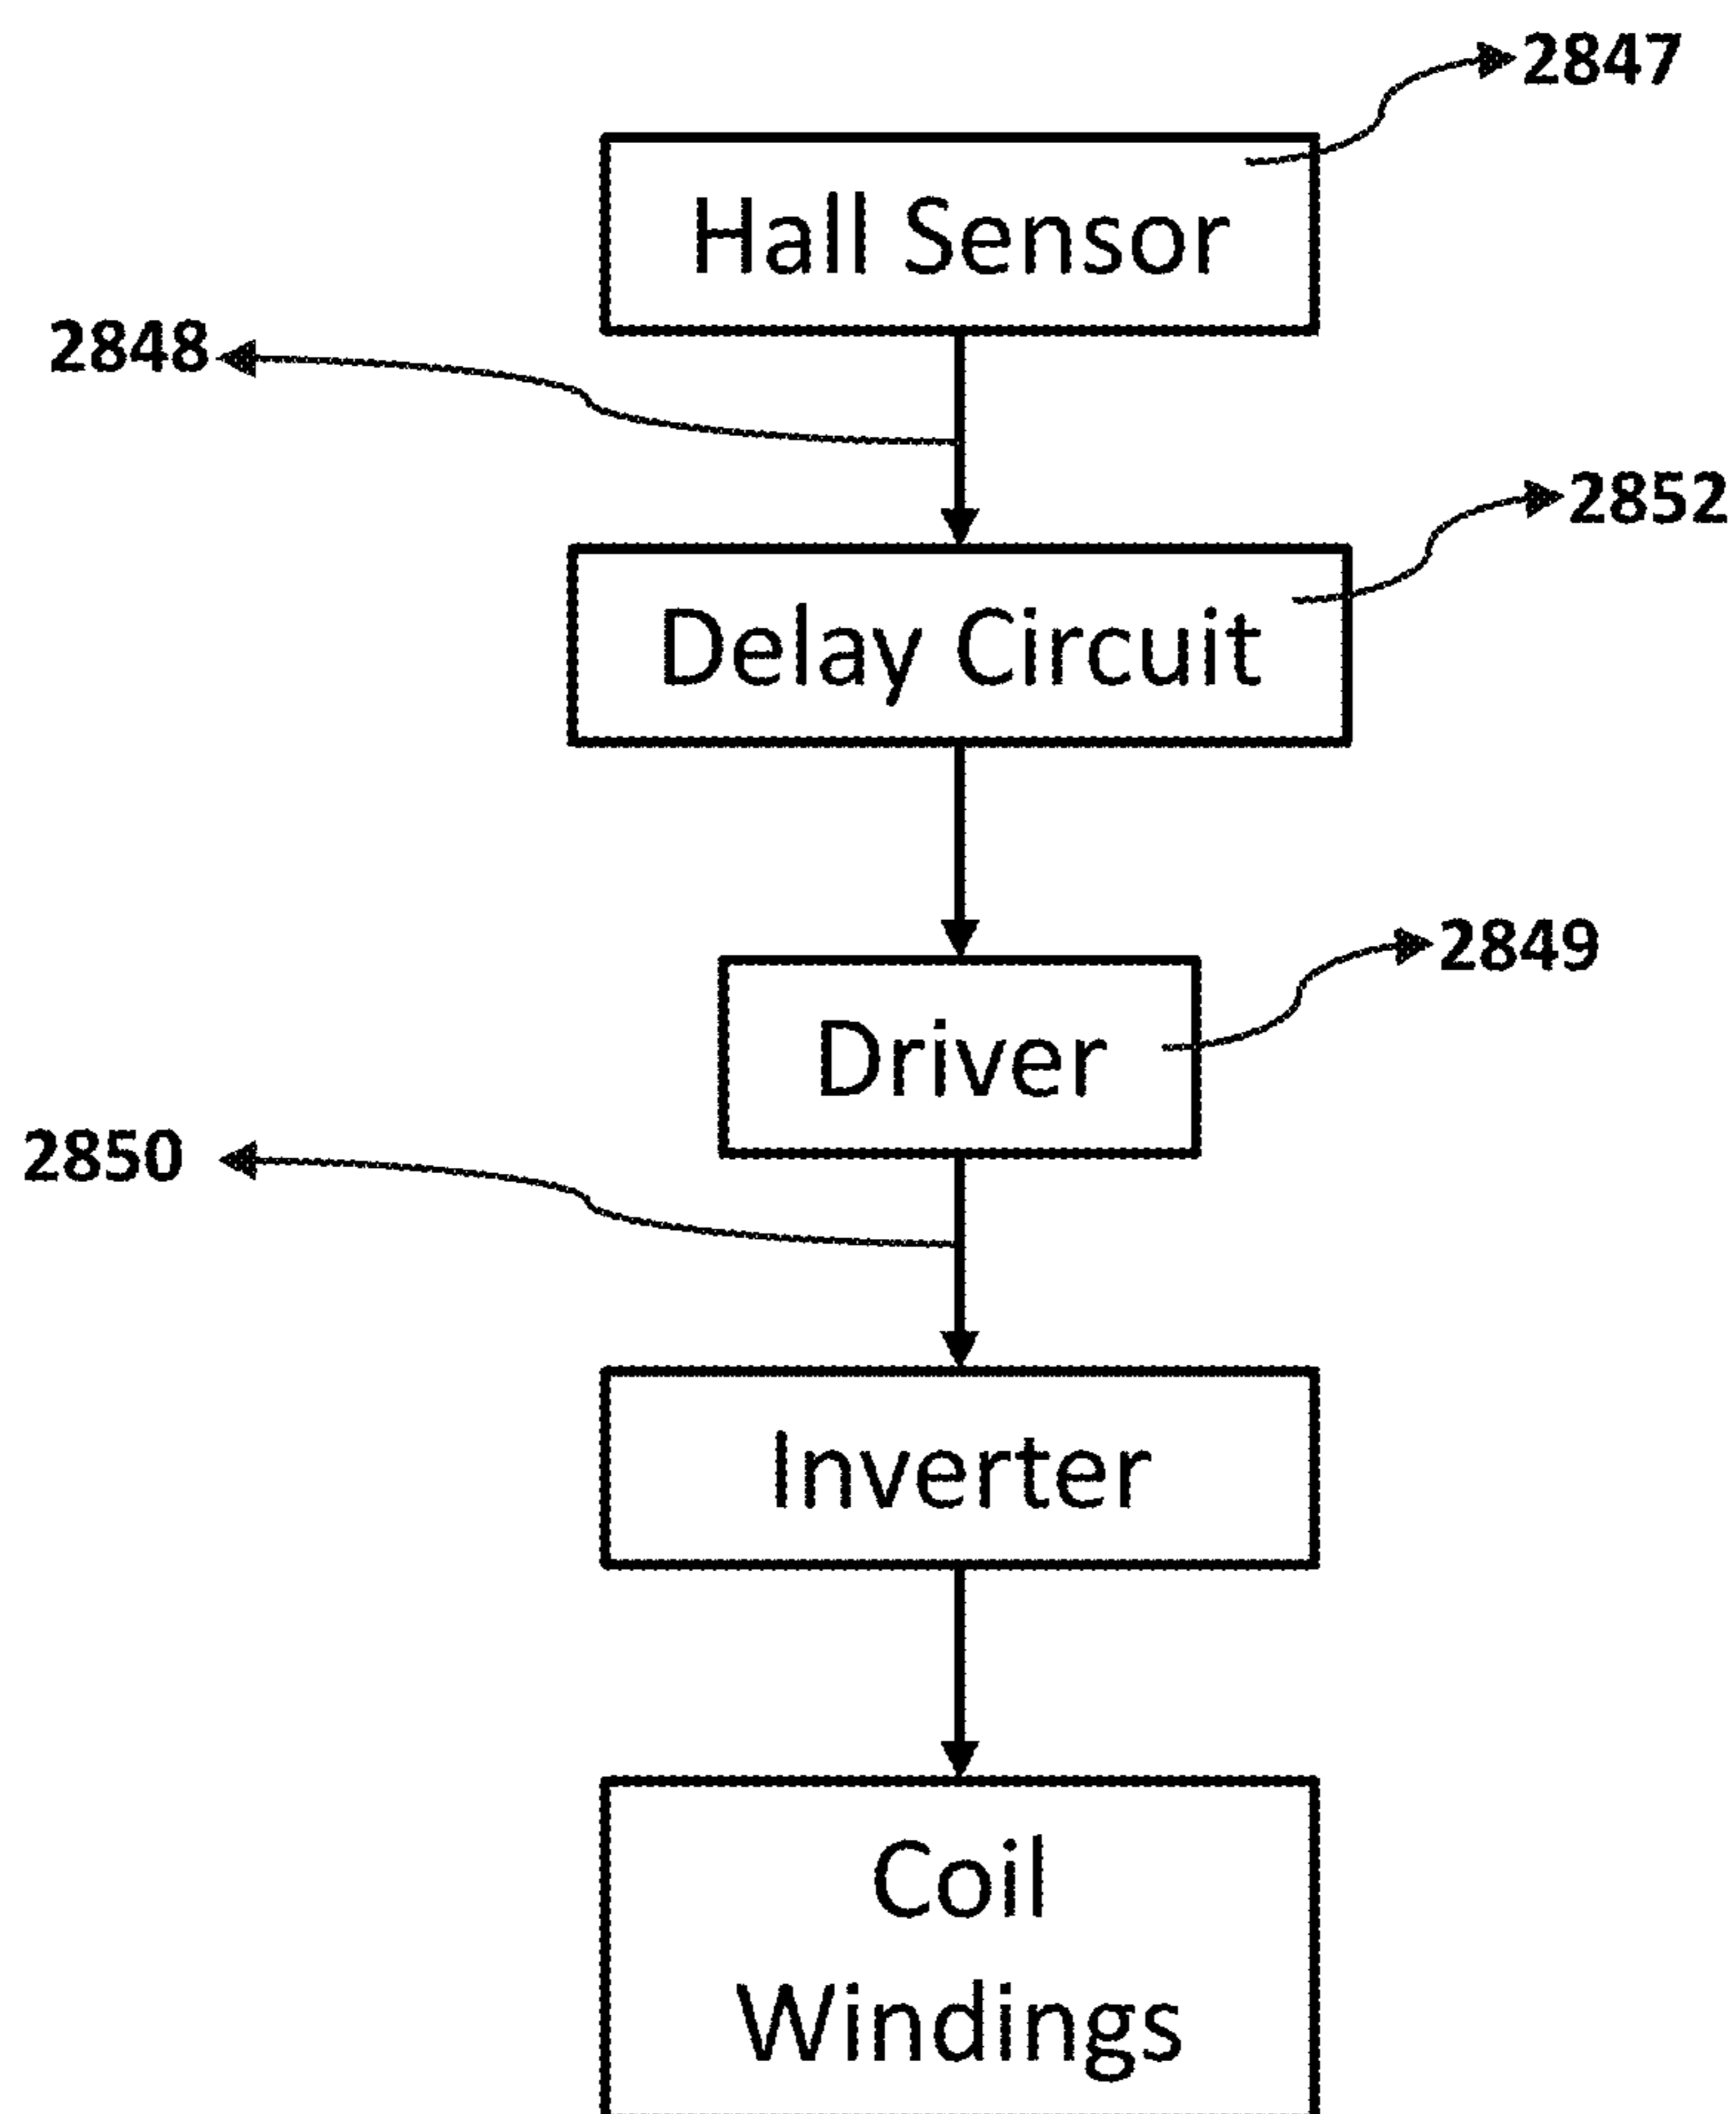 2847
Hall Sensor
2848
2852
Delay Circuit
2849
Driver
2850
Inverter
Coil
Windings